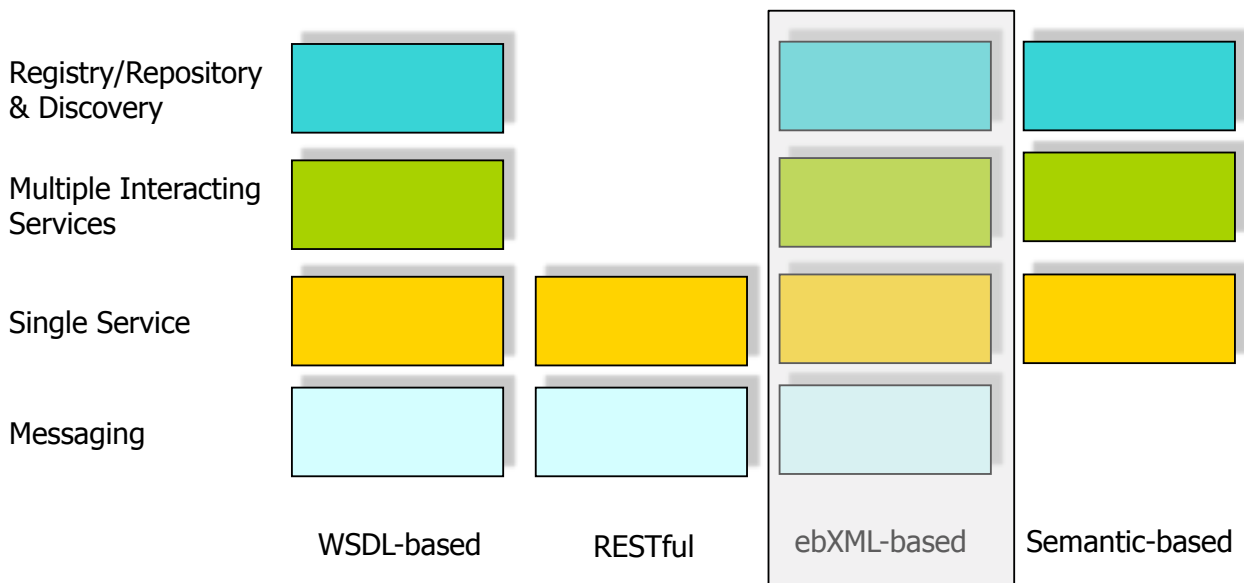 Registry/Repository
& Discovery
Multiple Interacting
Services
Single Service
Messaging
WSDL-based
RESTful
ebXML-based
Semantic-based